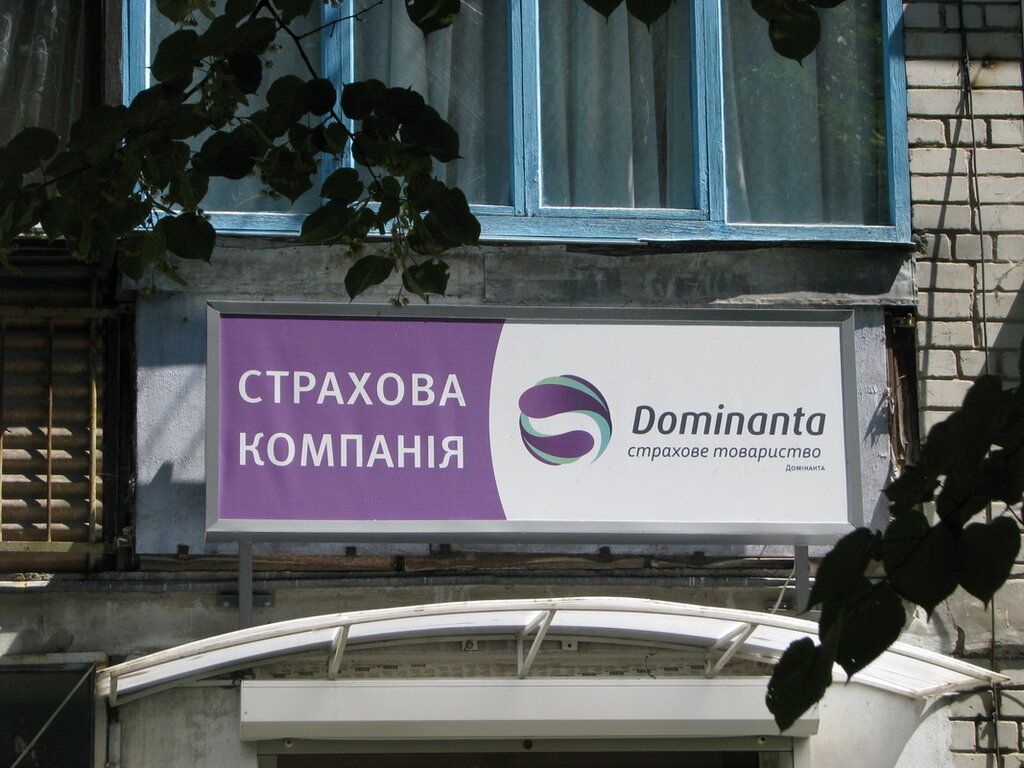 СТРАХОВА
КОМПАНІЯ
Dominanta
страхове товариство
Домінанта